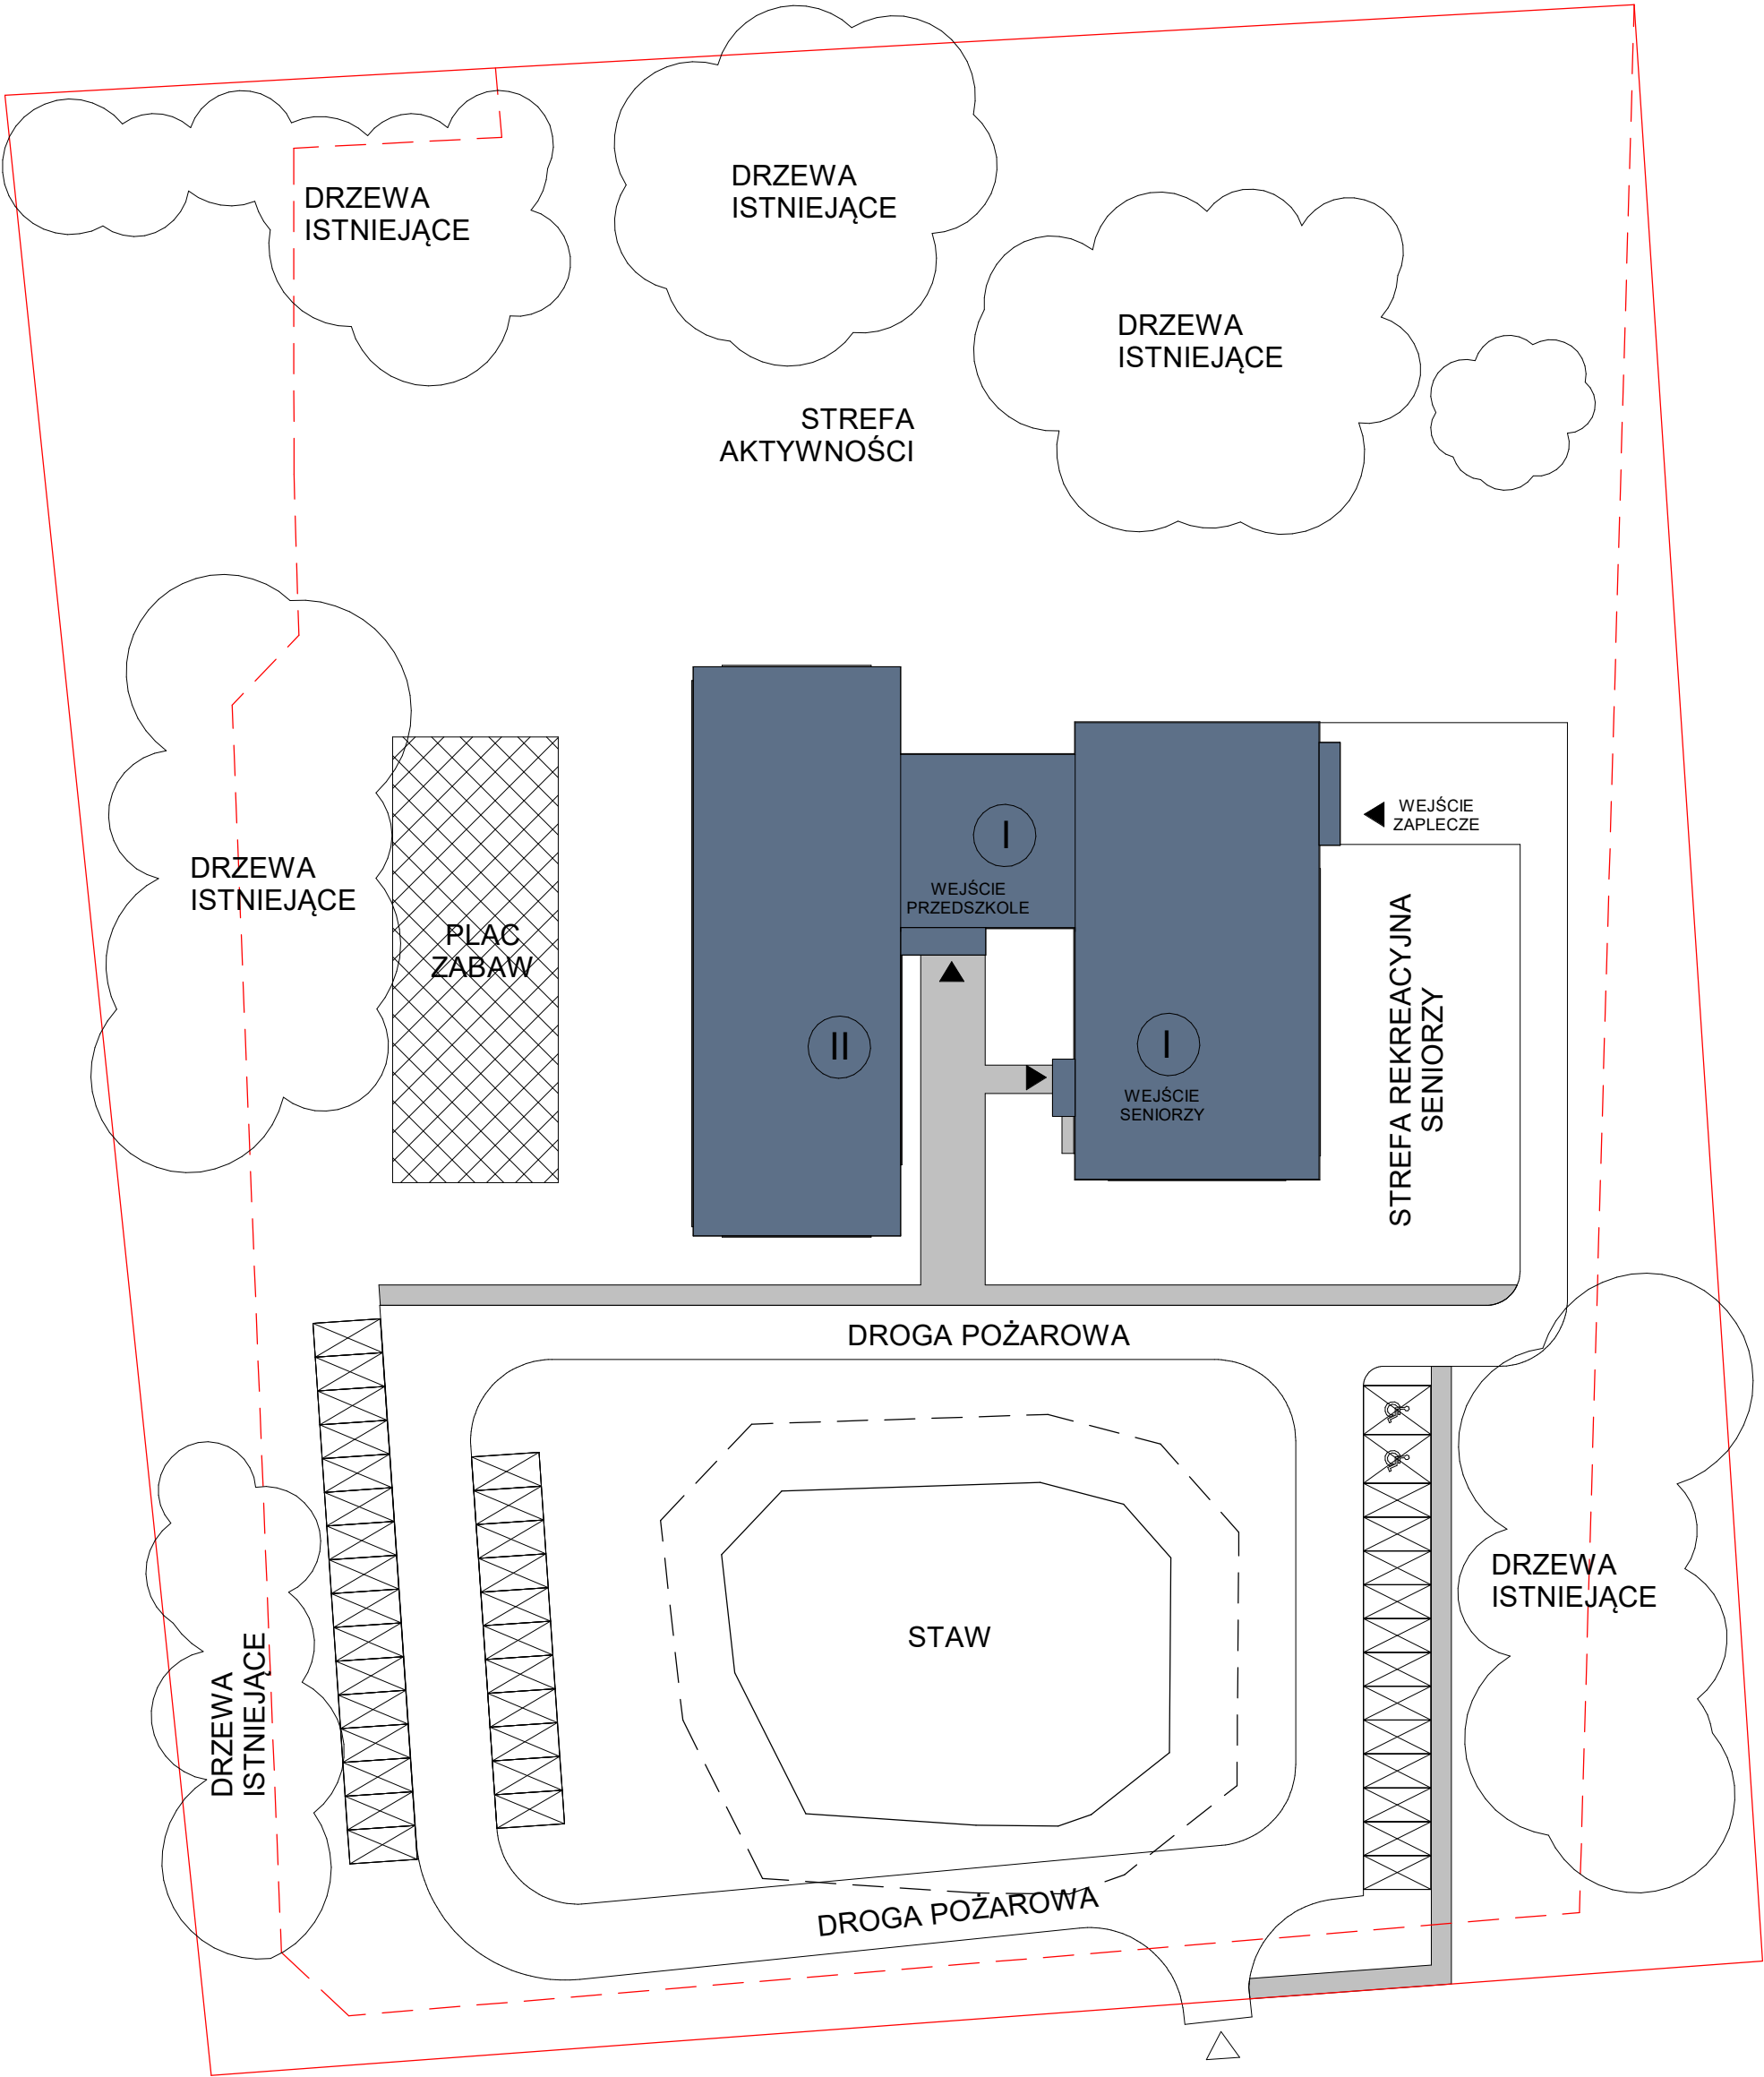 DRZEWA
ISTNIEJĄCE
DRZEWA
ISTNIEJĄCE
DRZEWA
ISTNIEJĄCE
STREFA
AKTYWNOŚCI
WEJŚCIE
ZAPLECZE
I
DRZEWA
ISTNIEJĄCE
WEJŚCIE
PRZEDSZKOLE
PLAC
ZABAW
STREFA REKREACYJNA
SENIORZY
II
I
WEJŚCIE
SENIORZY
DROGA POŻAROWA
DRZEWA
ISTNIEJĄCE
STAW
DRZEWA
ISTNIEJĄCE
DROGA POŻAROWA